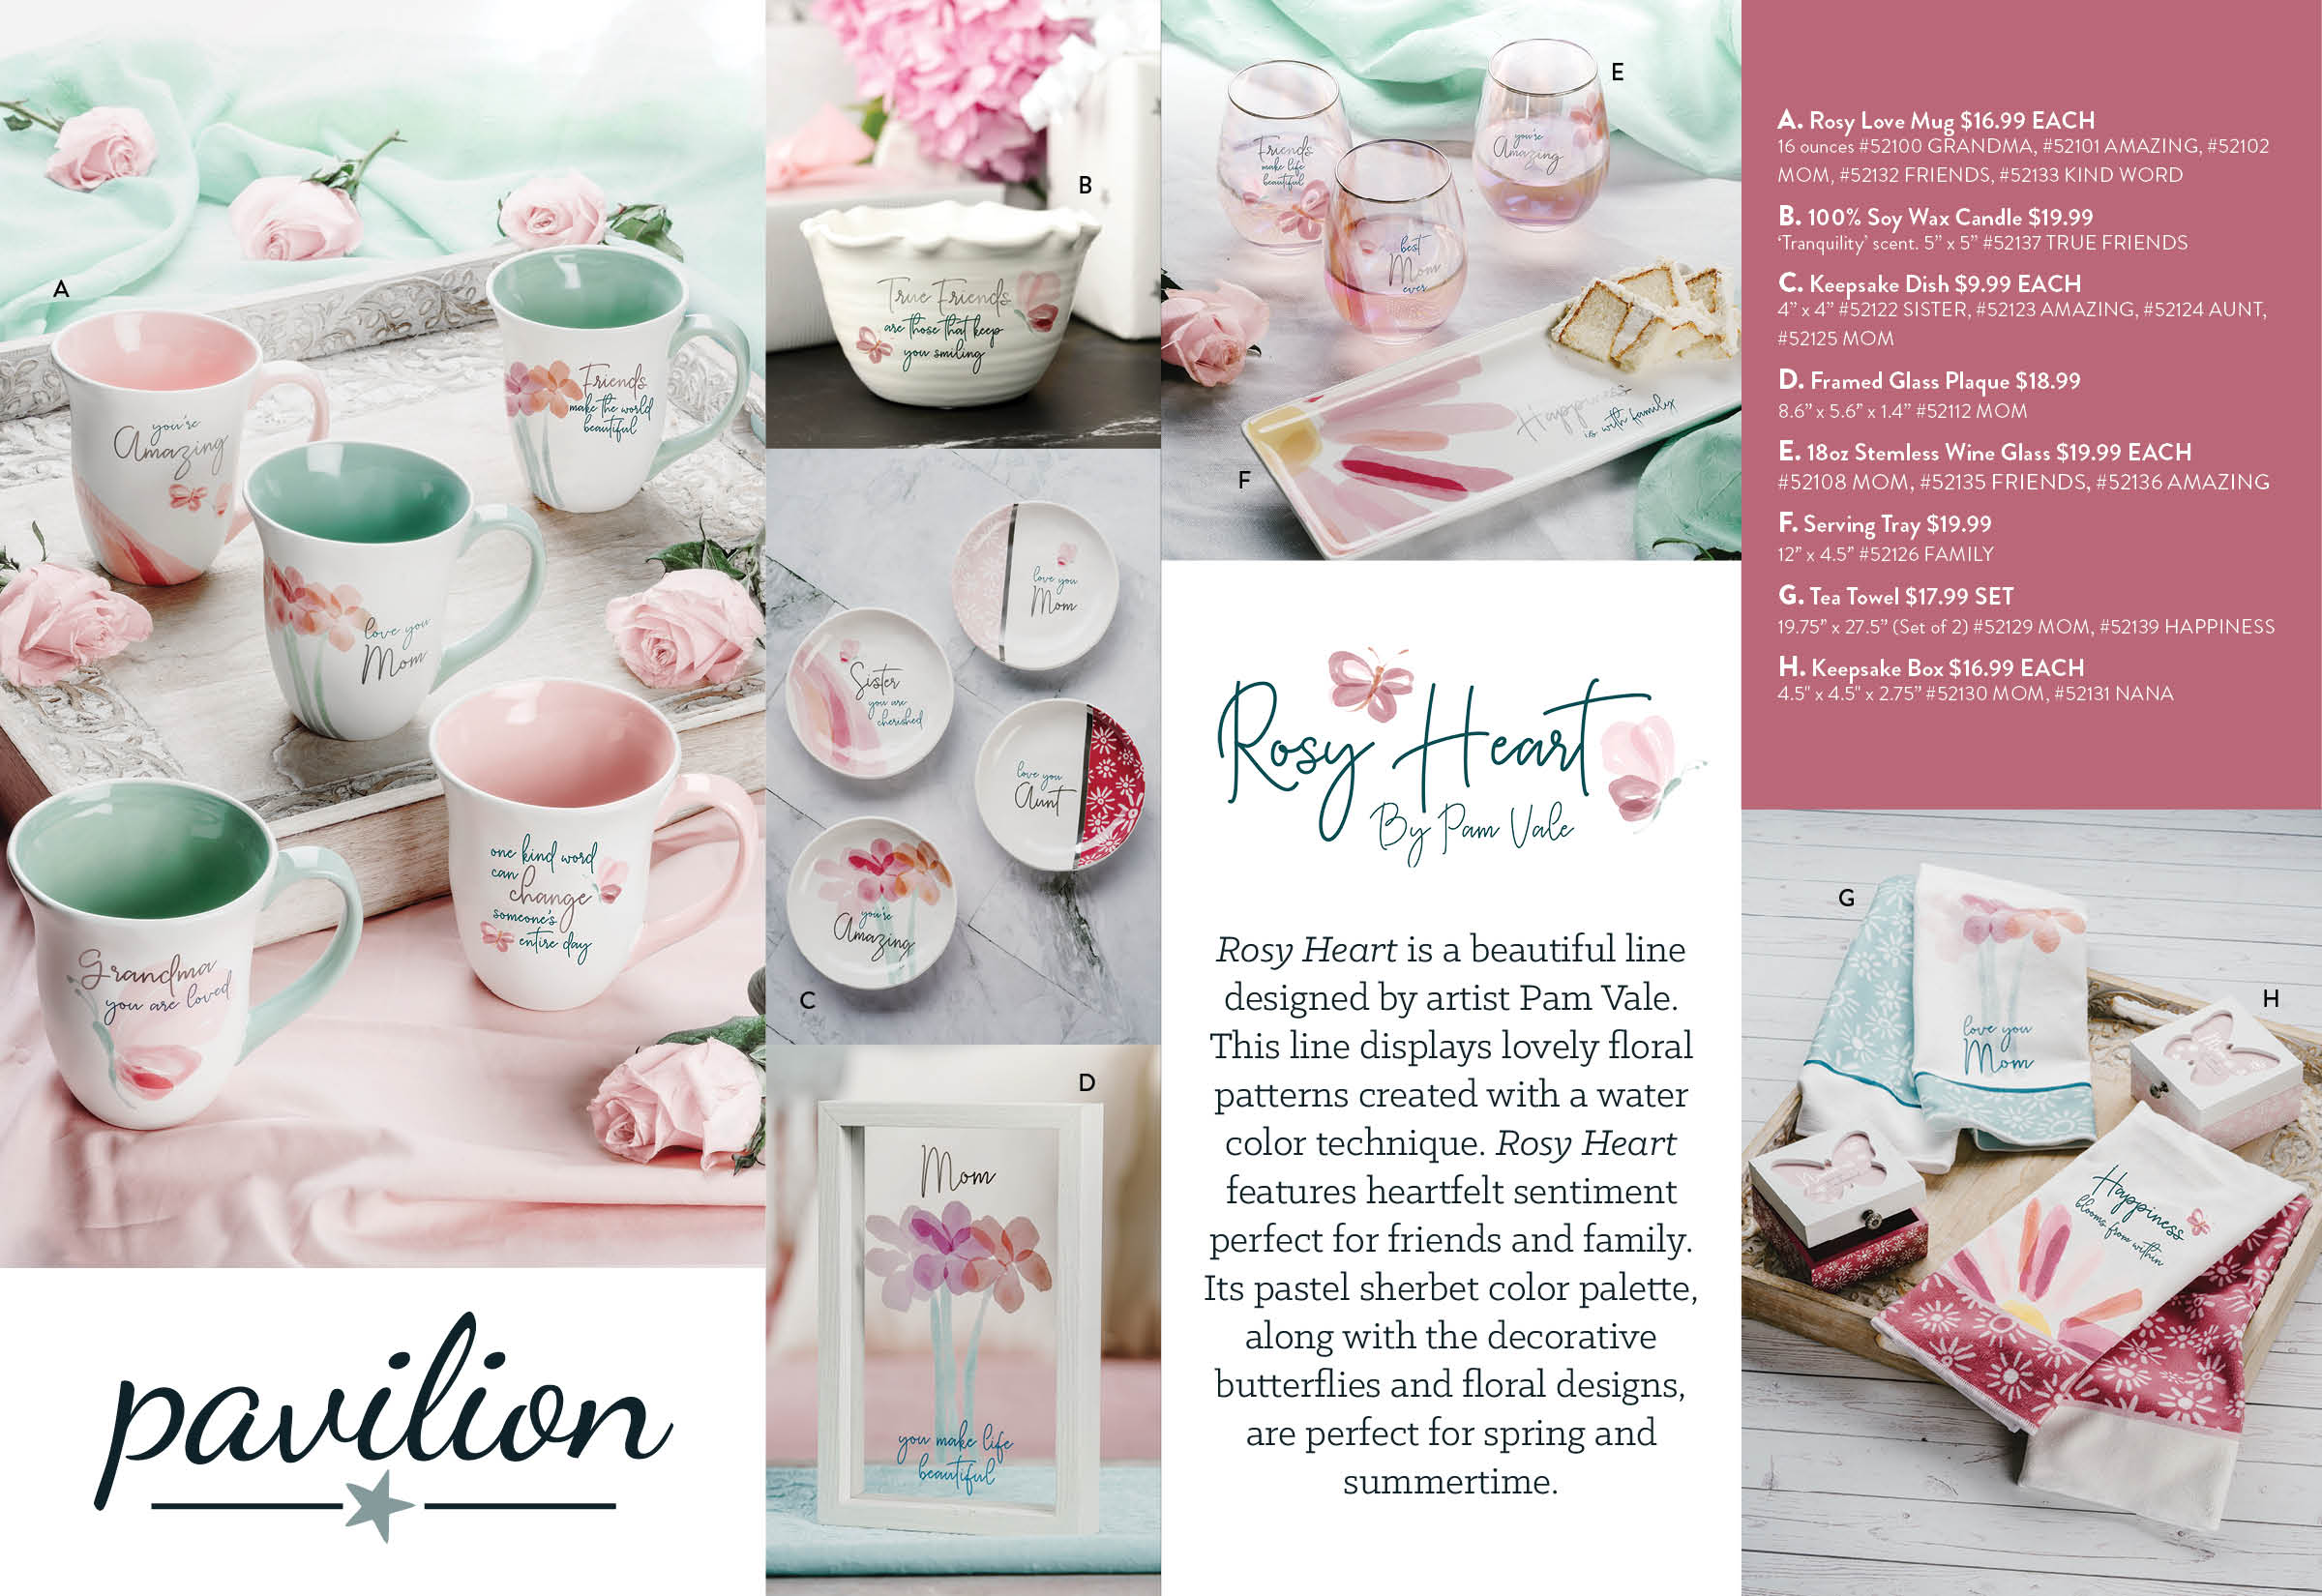 A
you're
Amazing
Friends
make the world
beautiful
love you
Mom
one kind word
can
change
someone's
entire day
Grandma
you are loved
pavilion
B
True Friends
are those that keep
you smiling
love you
Mom
Sister
you are
cherished
love you
Aunt
you're
Amazing
C
D
Mom
you make life
beautiful
E
Friends
make life
beautiful
you're
Amazing
best
Mom
ever
Happiness
is with family
F
Rosy Heart
By Pam Vale
Rosy Heart is a beautiful line
designed by artist Pam Vale.
This line displays lovely floral
patterns created with a water
color technique. Rosy Heart
features heartfelt sentiment
perfect for friends and family.
Its pastel sherbet color palette,
along with the decorative
butterflies and floral designs,
are perfect for spring and
summertime.
A. Rosy Love Mug $16.99 EACH
16 ounces #52100 GRANDMA, #52101 AMAZING, #52102
MOM, #52132 FRIENDS, #52133 KIND WORD
B. 100% Soy Wax Candle $19.99
‘Tranquility’ scent. 5” x 5” #52137 TRUE FRIENDS
C. Keepsake Dish $9.99 EACH
4” x 4” #52122 SISTER, #52123 AMAZING, #52124 AUNT,
#52125 MOM
D. Framed Glass Plaque $18.99
8.6” x 5.6” x 1.4” #52112 MOM
E. 18oz Stemless Wine Glass $19.99 EACH
#52108 MOM, #52135 FRIENDS, #52136 AMAZING
F. Serving Tray $19.99
12” x 4.5” #52126 FAMILY
G. Tea Towel $17.99 SET
19.75” x 27.5” (Set of 2) #52129 MOM, #52139 HAPPINESS
H. Keepsake Box $16.99 EACH
4.5" x 4.5" x 2.75” #52130 MOM, #52131 NANA
G
love you
Mom
H
Happiness
blooms from within